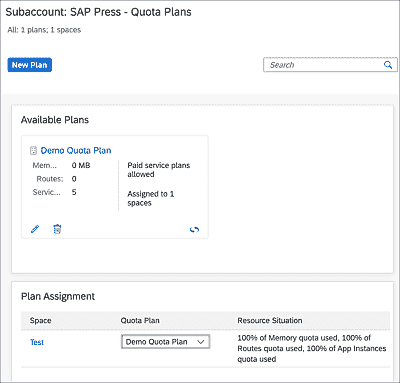 Subaccount: SAP Press - Quota Plans
All: 1 plans; 1 spaces
New Plan
Search
Available Plans
Demo Quota Plan
Mem... 0 MB
Routes: 0
Servic... 5
Paid service plans
allowed
Assigned to 1
spaces
Plan Assignment
Space Quota Plan Resource Situation
Test Demo Quota Plan 100% of Memory quota used, 100% of
Routes quota used, 100% of App Instances
quota used